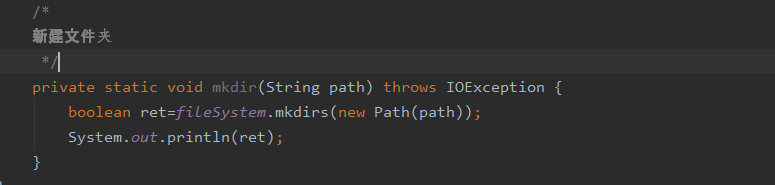 /*
新建文件夹
*/
private static void mkdir(String path) throws IOException {
boolean ret=fileSystem.mkdirs(new Path(path));
System.out.println(ret);
}